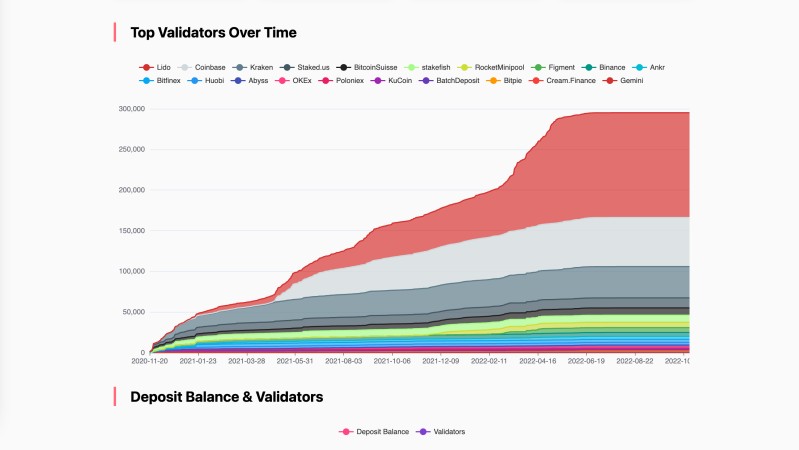 Top Validators Over Time
Lido Coinbase Kraken Staked.us BitcoinSuisse stakefish RocketMinipool Figment Binance Ankr
Bitfinex Huobi Abyss OKEx Poloniex KuCoin BatchDeposit Bitpie Cream.Finance Gemini
300,000
250,000
200,000
150,000
100,000
50,000
0
2020-11-20 2021-01-23 2021-03-28 2021-05-31 2021-08-03 2021-10-06 2021-12-09 2022-02-11 2022-04-16 2022-06-19 2022-08-22 2022-10
Deposit Balance & Validators
Deposit Balance Validators